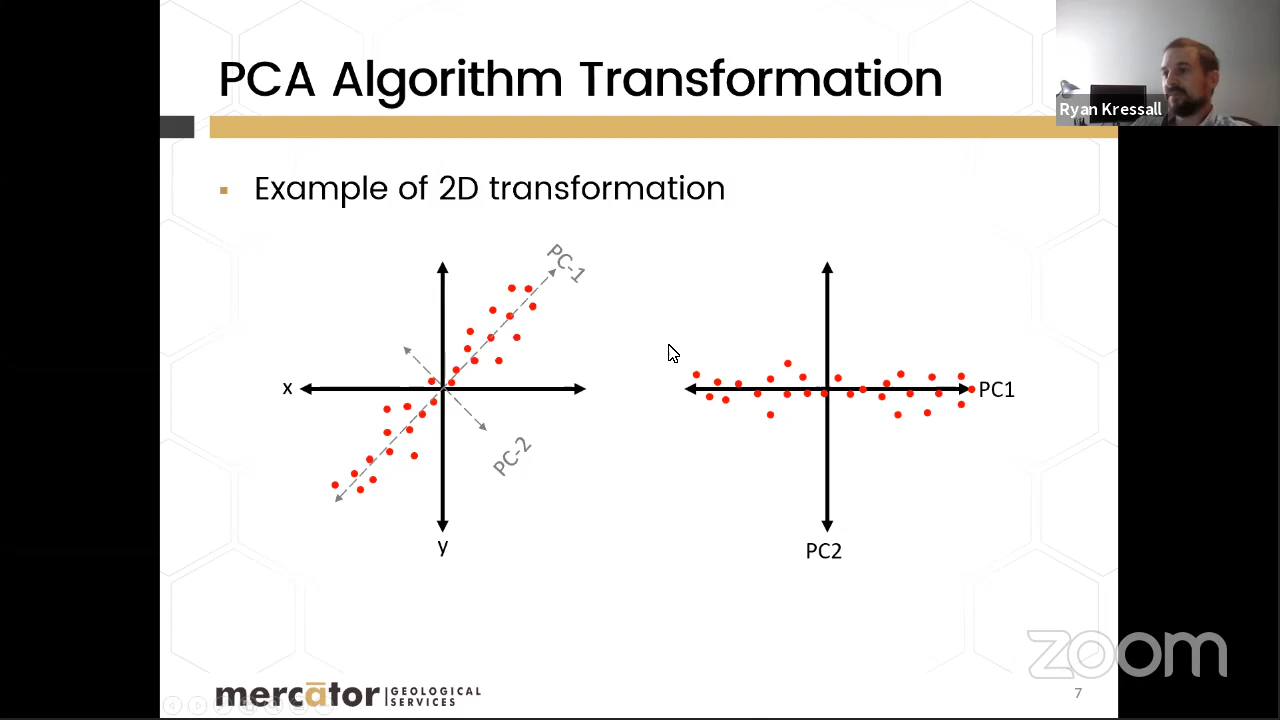 PCA Algorithm Transformation
Ryan Kressall
Example of 2D transformation
PC-1
x
PC-2
y
PC1
PC2
zoom
mercātor GEOLOGICAL SERVICES
7